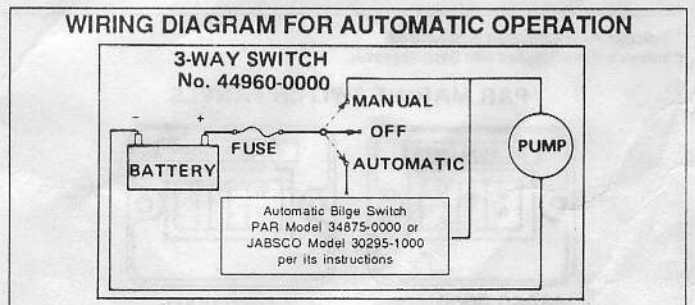 WIRING DIAGRAM FOR AUTOMATIC OPERATION
3-WAY SWITCH
No. 44960-0000
MANUAL
- +
OFF
FUSE
PUMP
BATTERY
AUTOMATIC
Automatic Bilge Switch
PAR Model 34875-0000 or
JABSCO Model 30295-1000
per its instructions